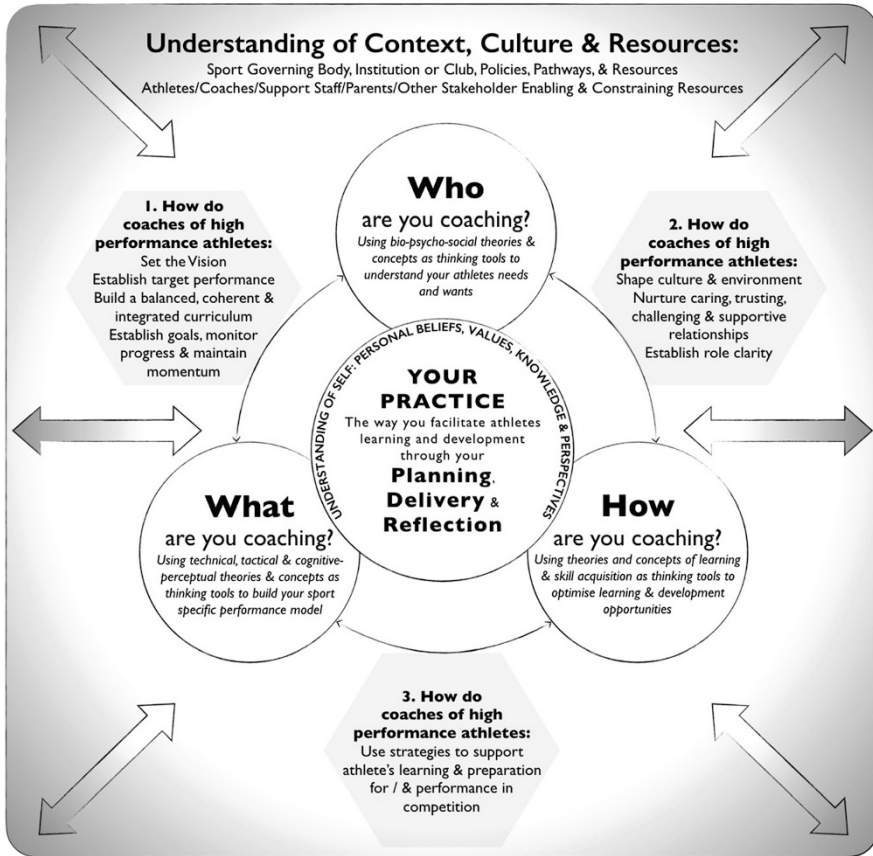 Understanding of Context, Culture & Resources:
Sport Governing Body, Institution or Club, Policies, Pathways, & Resources
Athletes/Coaches/Support Staff/Parents/Other Stakeholder Enabling & Constraining Resources
Who
are you coaching?
Using bio-psycho-social theories &
concepts as thinking tools to
understand your athletes needs
and wants
1. How do
coaches of high
performance athletes:
Set the Vision
Establish target performance
Build a balanced, coherent &
integrated curriculum
Establish goals, monitor
progress & maintain
momentum
2. How do
coaches of high
performance athletes:
Shape culture & environment
Nurture caring, trusting,
challenging & supportive
relationships
Establish role clarity
UNDERSTANDING OF SELF: PERSONAL BELIEFS, VALUES, KNOWLEDGE & PERSPECTIVES
YOUR
PRACTICE
The way you facilitate athletes
learning and development
through your
Planning,
Delivery &
Reflection
What
are you coaching?
Using technical, tactical & cognitive-
perceptual theories & concepts as
thinking tools to build your sport
specific performance model
How
are you coaching?
Using theories and concepts of learning
& skill acquisition as thinking tools to
optimise learning & development
opportunities
3. How do
coaches of high
performance athletes:
Use strategies to support
athlete's learning & preparation
for / & performance in
competition